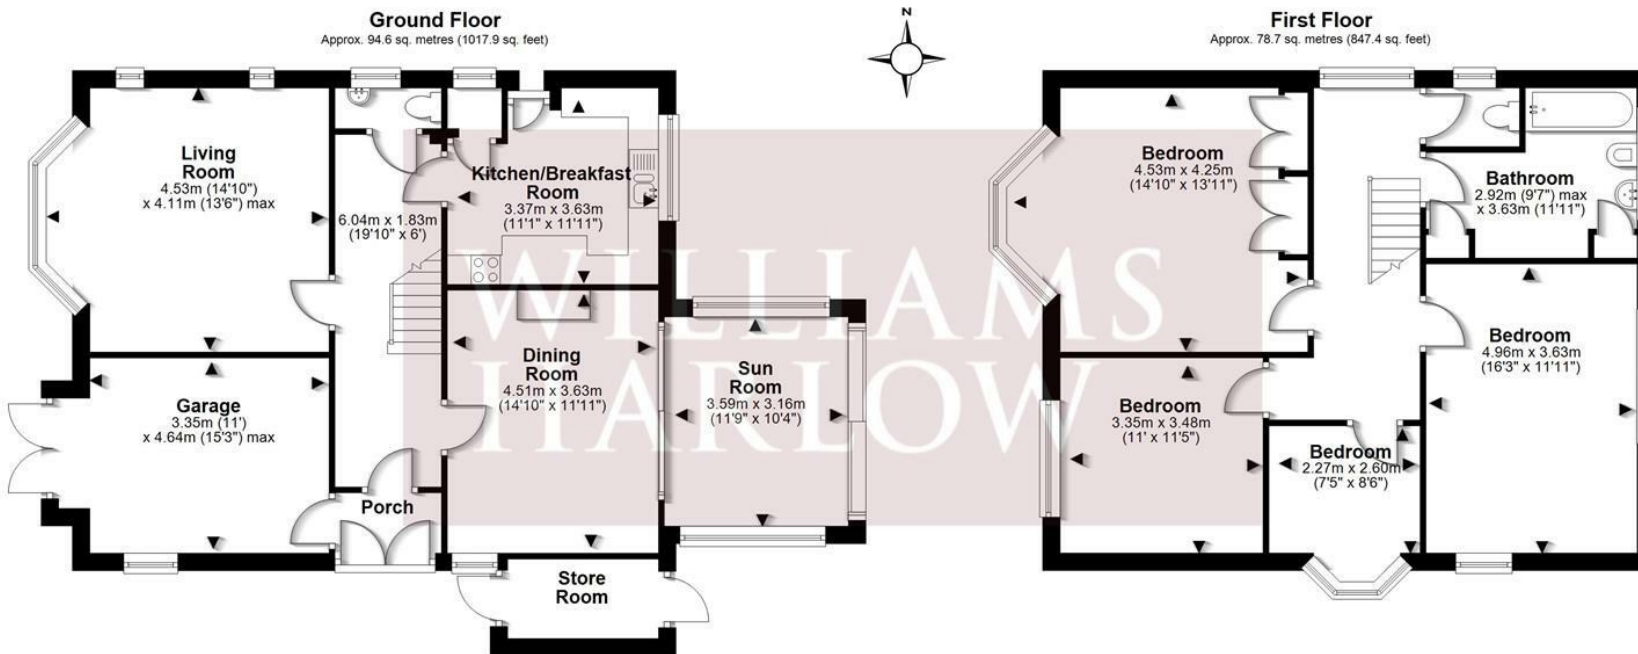 Ground Floor
Approx. 94.6 sq. metres (1017.9 sq. feet)
N
First Floor
Approx. 78.7 sq. metres (847.4 sq. feet)
Living
Room
4.53m (14'10")
x 4.11m (13'6") max
6.04m x 1.83m
(19'10" x 6')
Kitchen/Breakfast
Room
3.37m x 3.63m
(11'1" x 11'11")
Garage
3.35m (11')
x 4.64m (15'3") max
Porch
Dining
Room
4.51m x 3.63m
(14'10" x 11'11")
Sun
Room
3.59m x 3.16m
(11'9" x 10'4")
Store
Room
Bedroom
4.53m x 4.25m
(14'10" x 13'11")
Bathroom
2.92m (9'7") max
x 3.63m (11'11")
Bedroom
4.96m x 3.63m
(16'3" x 11'11")
Bedroom
3.35m x 3.48m
(11' x 11'5")
Bedroom
2.27m x 2.60m
(7'5" x 8'6")
WILLIAMS
HARLOW